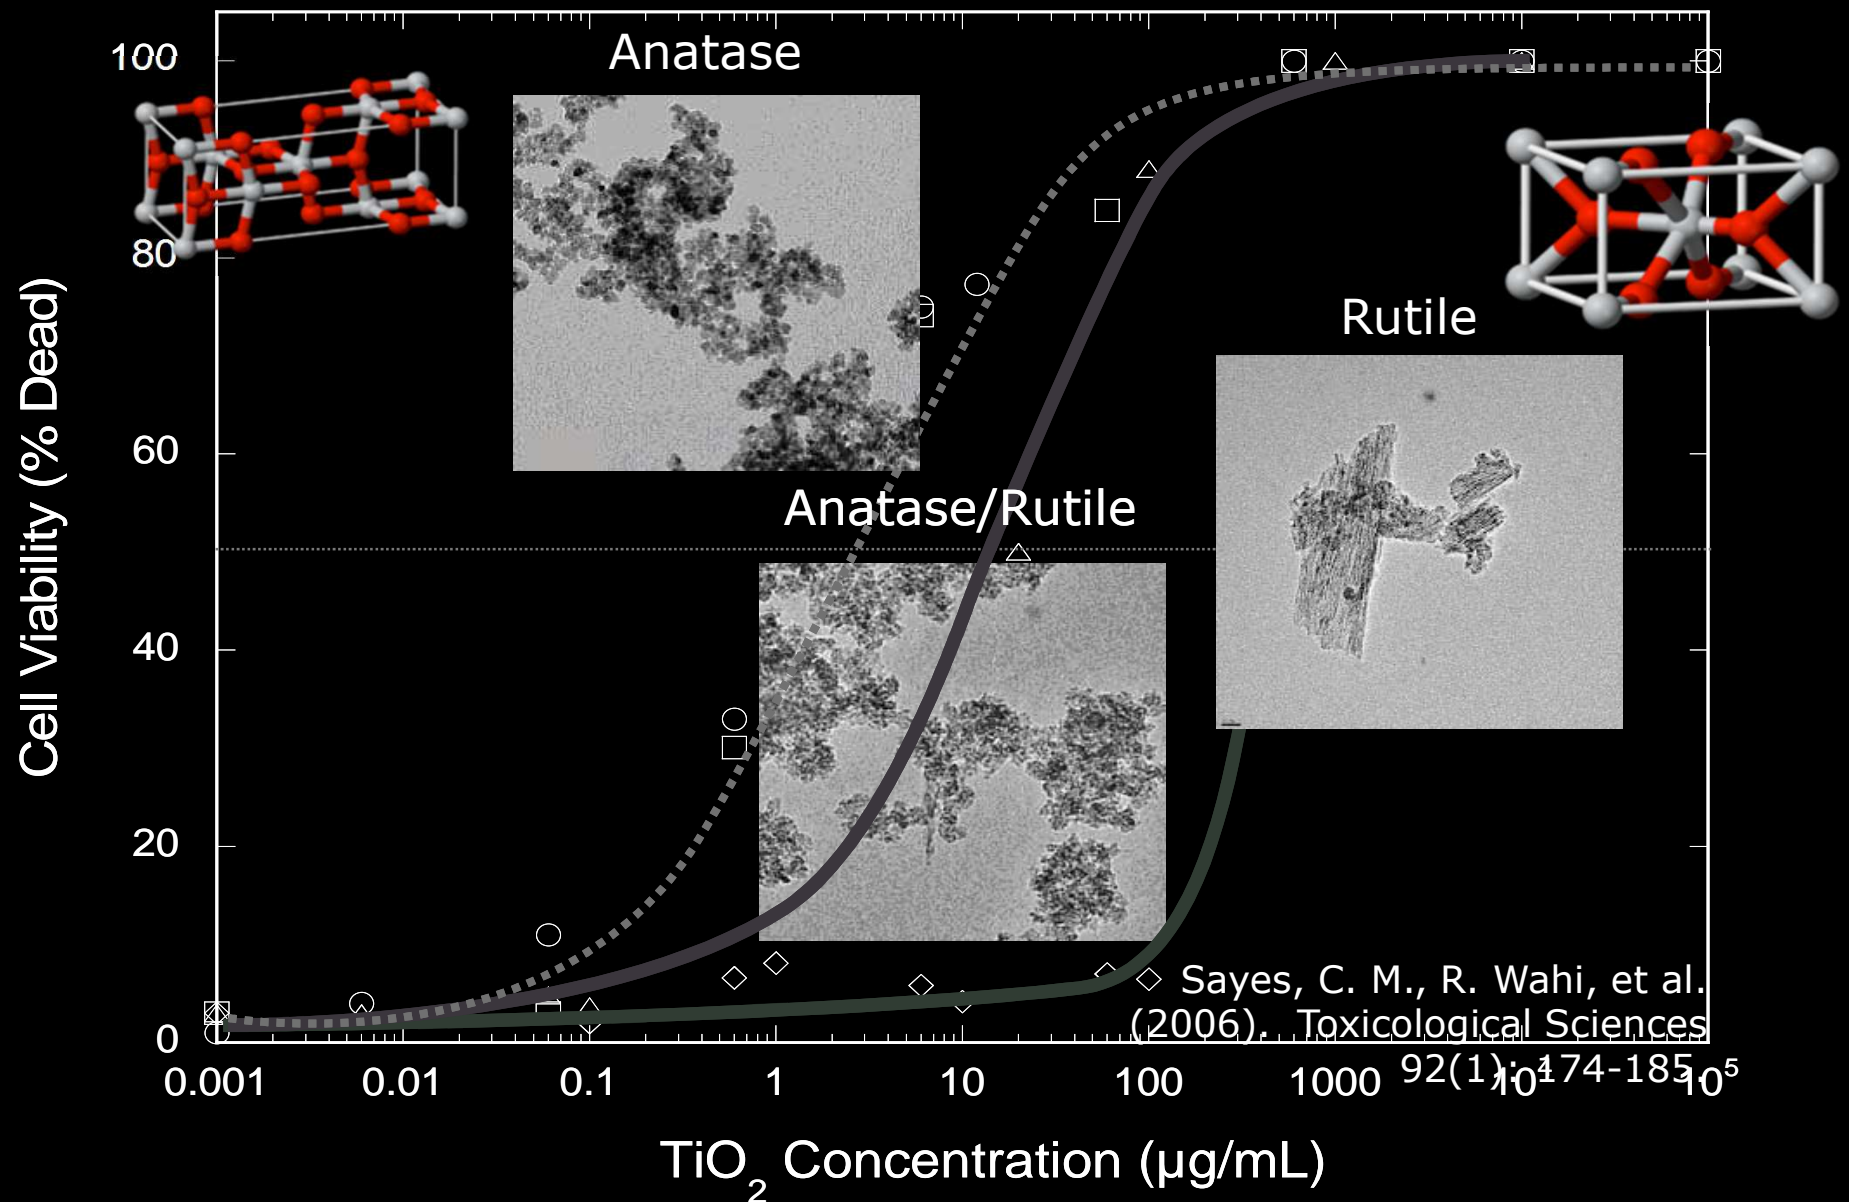 Anatase
100
80
60
40
20
0
Cell Viability (% Dead)
Rutile
Anatase/Rutile
Sayes, C. M., R. Wahi, et al.
(2006).  Toxicological Sciences
92(1): 174-185.
0.001 0.01 0.1 1 10 100 1000 10⁴ 10⁵
TiO₂ Concentration (µg/mL)